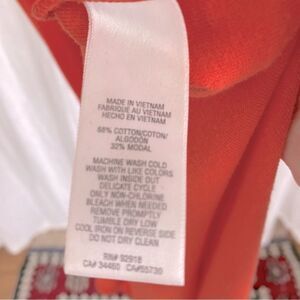 MADE IN VIETNAM
FABRIQUE AU VIETNAM
HECHO EN VIETNAM
68% COTTON/COTON/
ALGODÓN
32% MODAL
MACHINE WASH COLD
WASH WITH LIKE COLORS
WASH INSIDE OUT
DELICATE CYCLE
ONLY NON-CHLORINE
BLEACH WHEN NEEDED
REMOVE PROMPTLY
TUMBLE DRY LOW
COOL IRON ON REVERSE SIDE
DO NOT DRY CLEAN
RN# 92918
CA# 34460 CA#55730